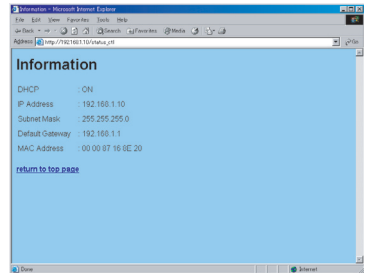 Information - Microsoft Internet Explorer
File Edit View Favorites Tools Help
Back Search Favorites Media
Address http://192.168.1.10/status_ctl Go
Information
DHCP : ON
IP Address : 192.168.1.10
Subnet Mask : 255.255.255.0
Default Gateway : 192.168.1.1
MAC Address : 00 00 87 16 8E 20
return to top page
Done Internet